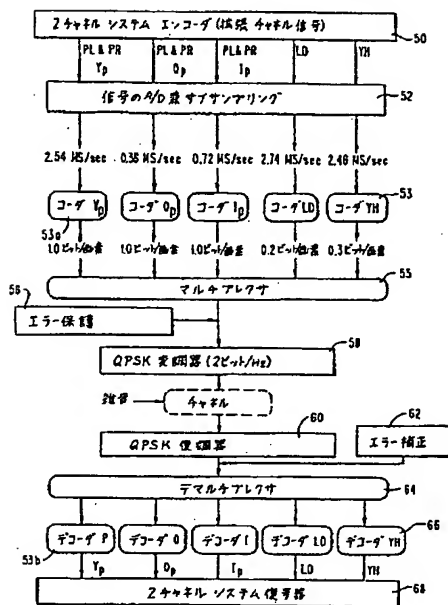 2チャネル システム エンコーダ(拡張チャネル信号)
50
PL & PR PL & PR PL & PR LD YH
Yp Qp Ip
信号のA/D兼サブサンプリング
52
2.54 MS/sec 0.36 MS/sec 0.72 MS/sec 2.74 MS/sec 2.46 MS/sec
コーダ Yp コーダ Qp コーダ Ip コーダ LD コーダ YH
53
53a
1.0ビット/画素 1.0ビット/画素 1.0ビット/画素 0.2ビット/画素 0.3ビット/画素
マルチプレクサ
55
56
エラー保護
QPSK 変調器 (2ビット/Hz)
58
雑音
チャネル
60
62
QPSK 復調器
エラー補正
デマルチプレクサ
64
デコーダ P デコーダ Q デコーダ I デコーダ LD デコーダ YH
66
53b
Yp Qp Ip LD YH
2チャネル システム復号器
68